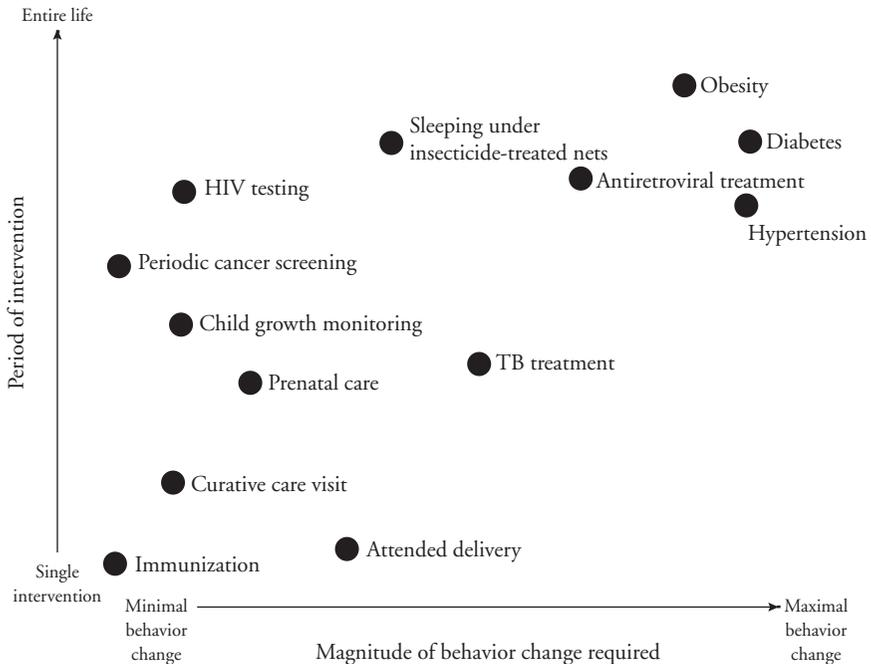 Entire life
Obesity
Sleeping under
insecticide-treated nets
Diabetes
Antiretroviral treatment
HIV testing
Hypertension
Periodic cancer screening
Period of intervention
Child growth monitoring
TB treatment
Prenatal care
Curative care visit
Attended delivery
Immunization
Single
intervention
Minimal
behavior
change
Maximal
behavior
change
Magnitude of behavior change required